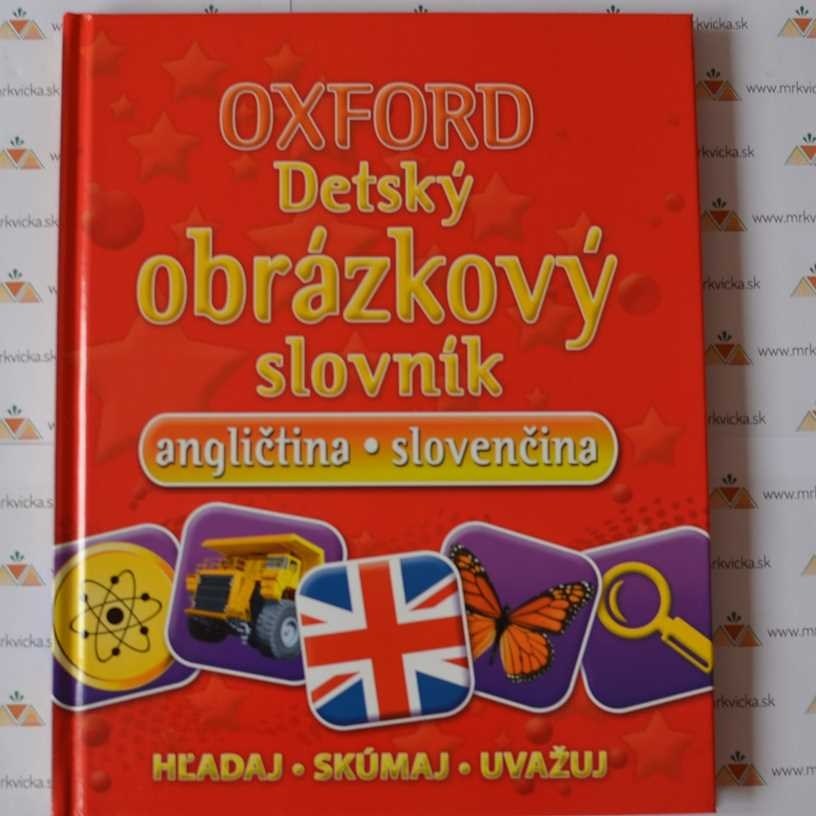 OXFORD
Detský
obrázkový
slovník
angličtina • slovenčina
HĽADAJ • SKÚMAJ • UVAŽUJ
www.mrkvicka.sk